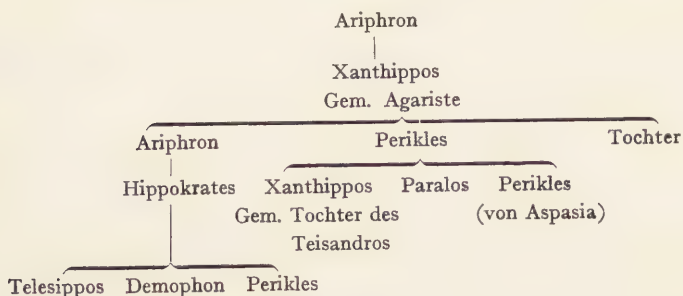 Ariphron
Xanthippos
Gem. Agariste
Ariphron Perikles Tochter
Hippokrates Xanthippos Paralos Perikles
Gem. Tochter des (von Aspasia)
Teisandros
Telesippos Demophon Perikles